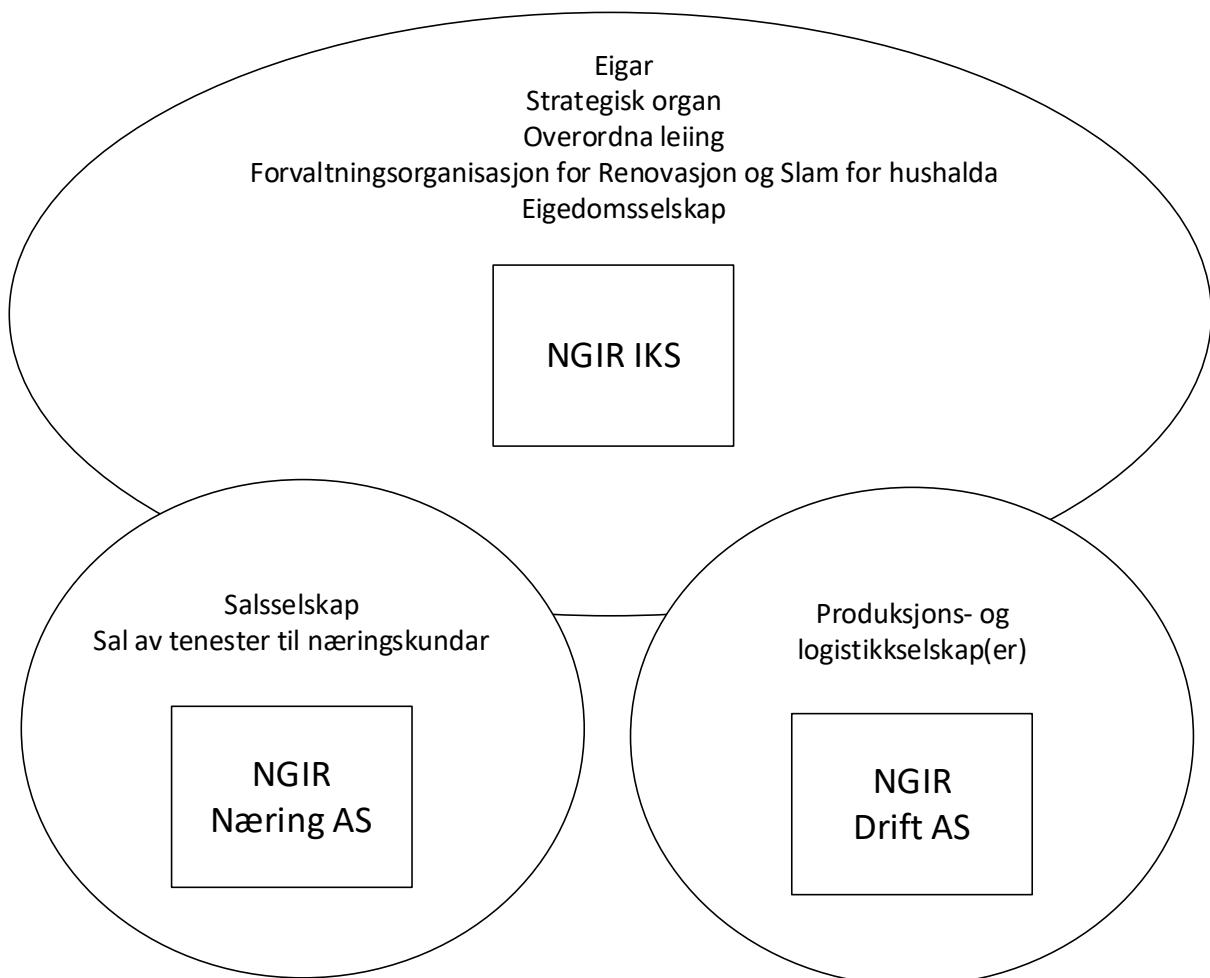 Eigar
Strategisk organ
Overordna leiing
Forvaltningsorganisasjon for Renovasjon og Slam for hushalda
Eigedomsselskap
NGIR IKS
Salsselskap
Sal av tenester til næringskundar
NGIR
Næring AS
Produksjons- og
logistikkselskap(er)
NGIR
Drift AS